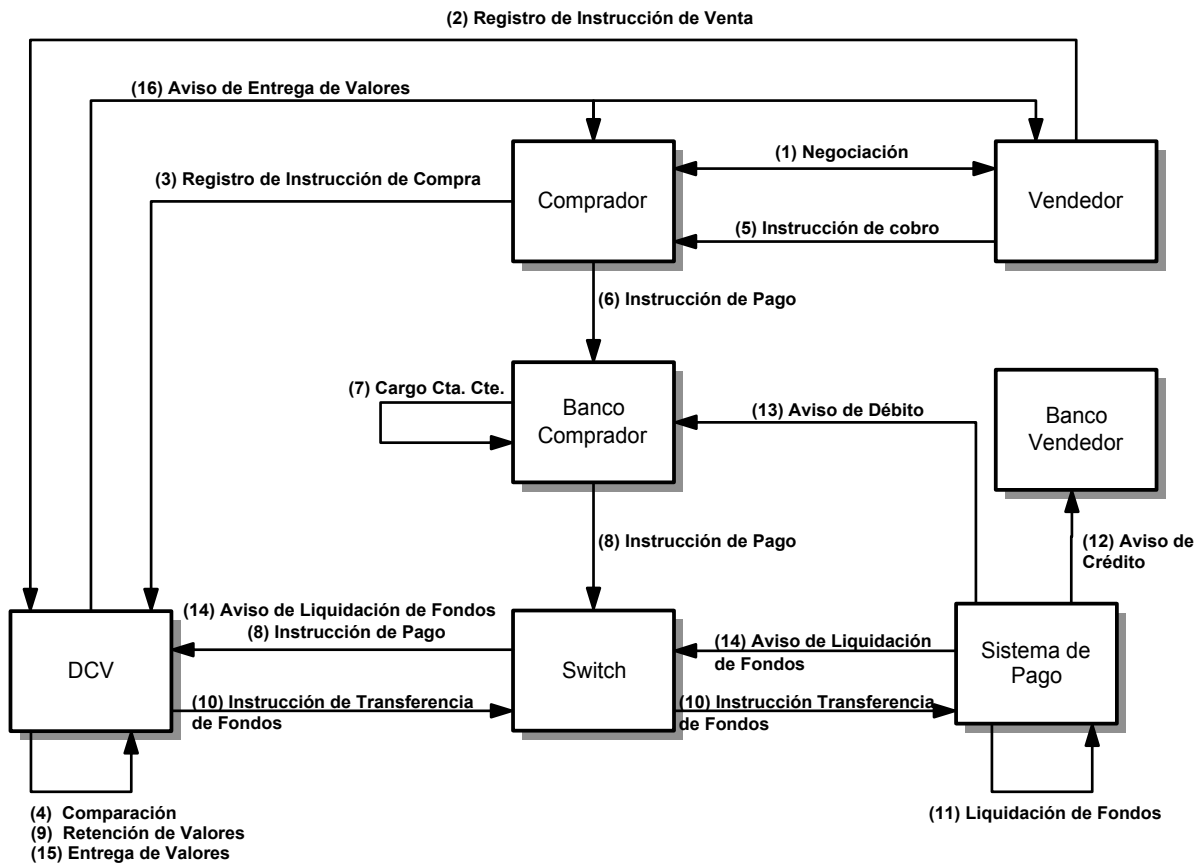 (2) Registro de Instrucción de Venta
(16) Aviso de Entrega de Valores
(1) Negociación
(3) Registro de Instrucción de Compra
Comprador
Vendedor
(5) Instrucción de cobro
(6) Instrucción de Pago
(7) Cargo Cta. Cte.
Banco
Comprador
(13) Aviso de Débito
Banco
Vendedor
(8) Instrucción de Pago
(12) Aviso de
Crédito
(14) Aviso de Liquidación de Fondos
(8) Instrucción de Pago
DCV
Switch
(14) Aviso de Liquidación
de Fondos
Sistema de
Pago
(10) Instrucción de Transferencia
de Fondos
(10) Instrucción Transferencia
de Fondos
(4) Comparación
(9) Retención de Valores
(15) Entrega de Valores
(11) Liquidación de Fondos